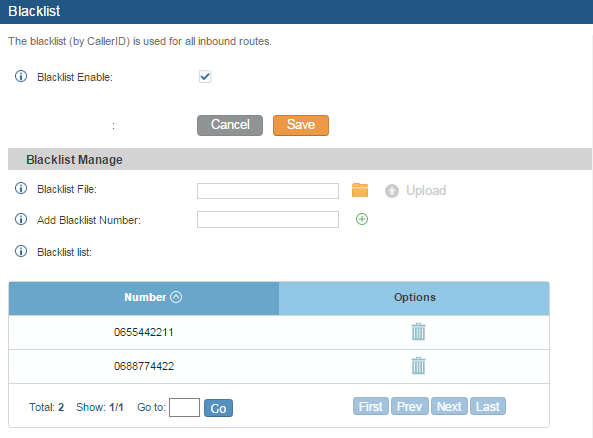 Blacklist
The blacklist (by CallerID) is used for all inbound routes.
Blacklist Enable:
: Cancel Save
Blacklist Manage
Blacklist File: Upload
Add Blacklist Number:
Blacklist list:
Number Options
0655442211
0688774422
Total: 2 Show: 1/1 Go to: Go First Prev Next Last